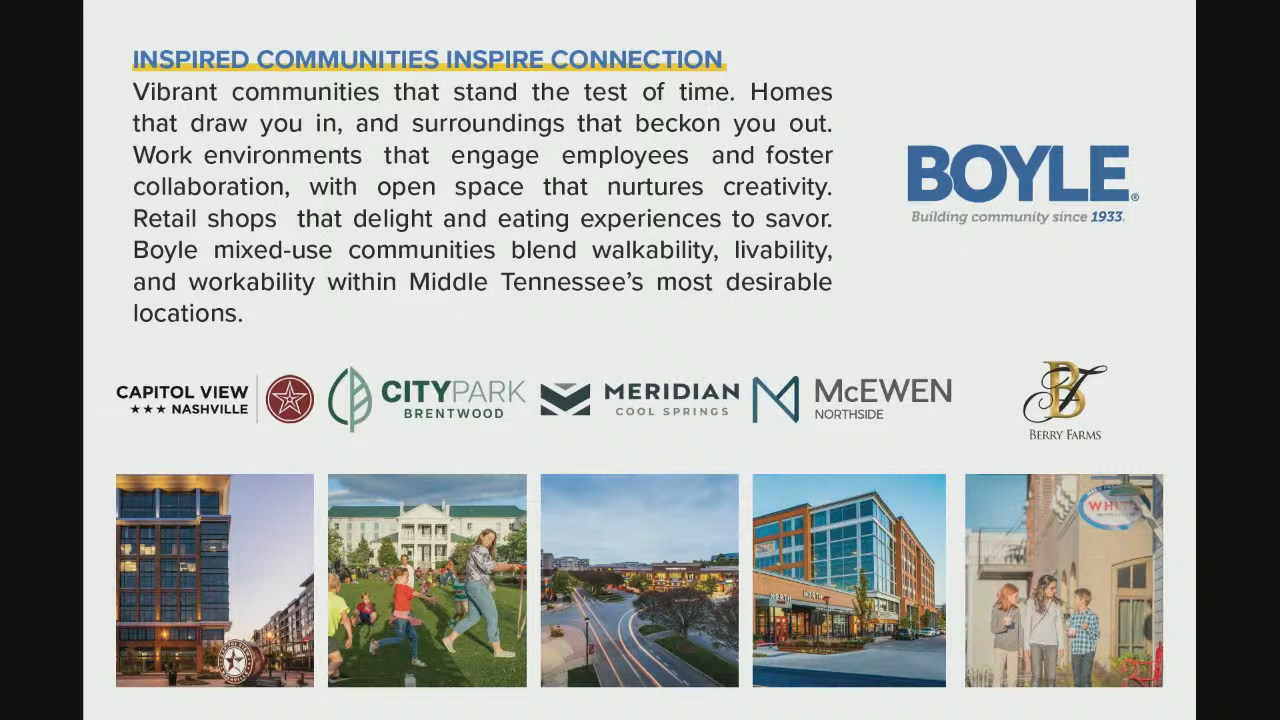 INSPIRED COMMUNITIES INSPIRE CONNECTION
Vibrant communities that stand the test of time. Homes
that draw you in, and surroundings that beckon you out.
Work environments that engage employees and foster
collaboration, with open space that nurtures creativity.
Retail shops that delight and eating experiences to savor.
Boyle mixed-use communities blend walkability, livability,
and workability within Middle Tennessee’s most desirable
locations.
BOYLE®
Building community since 1933.
CAPITOL VIEW
★★★ NASHVILLE
CITYPARK
BRENTWOOD
MERIDIAN
COOL SPRINGS
McEWEN
NORTHSIDE
BF
BERRY FARMS
NORTH NORTH